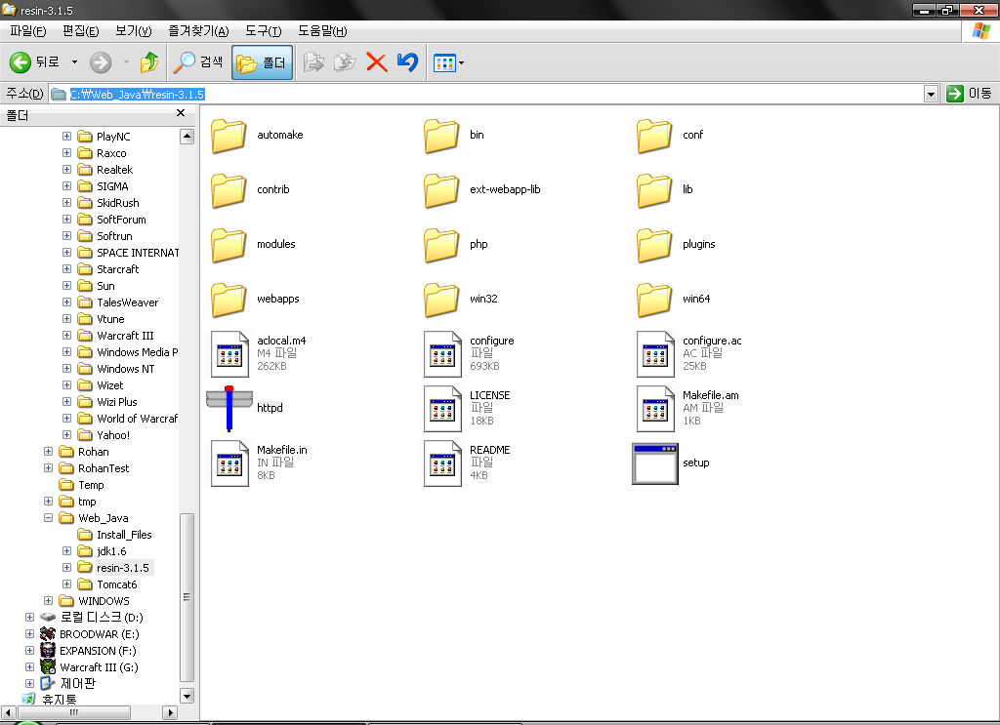 resin-3.1.5
파일(F) 편집(E) 보기(V) 즐겨찾기(A) 도구(T) 도움말(H)
뒤로 검색 폴더
주소(D) C:\Web_Java\resin-3.1.5 이동
폴더
PlayNC
Raxco
Realtek
SIGMA
SkidRush
SoftForum
Softrun
SPACE INTERNAT
Starcraft
Sun
TalesWeaver
Vtune
Warcraft III
Windows Media P
Windows NT
Wizet
Wizi Plus
World of Warcraf
Yahoo!
Rohan
RohanTest
Temp
tmp
Web_Java
Install_Files
jdk1.6
resin-3.1.5
Tomcat6
WINDOWS
로컬 디스크 (D:)
BROODWAR (E:)
EXPANSION (F:)
Warcraft III (G:)
제어판
휴지통
automake
bin
conf
contrib
ext-webapp-lib
lib
modules
php
plugins
webapps
win32
win64
aclocal.m4
M4 파일
262KB
configure
파일
693KB
configure.ac
AC 파일
25KB
httpd
LICENSE
파일
18KB
Makefile.am
AM 파일
1KB
Makefile.in
IN 파일
8KB
README
파일
4KB
setup